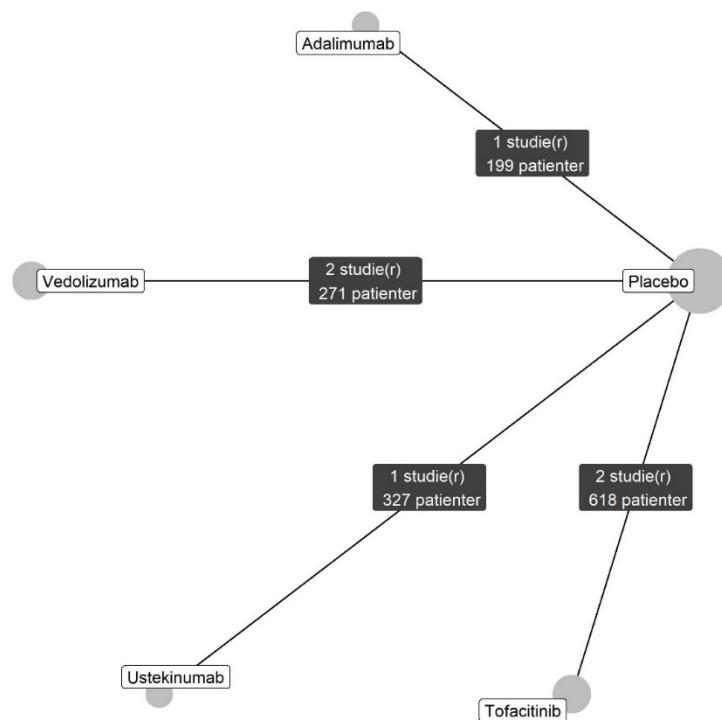 Adalimumab
1 studie(r)
199 patienter
2 studie(r)
271 patienter
Vedolizumab
Placebo
1 studie(r)
327 patienter
2 studie(r)
618 patienter
Ustekinumab
Tofacitinib